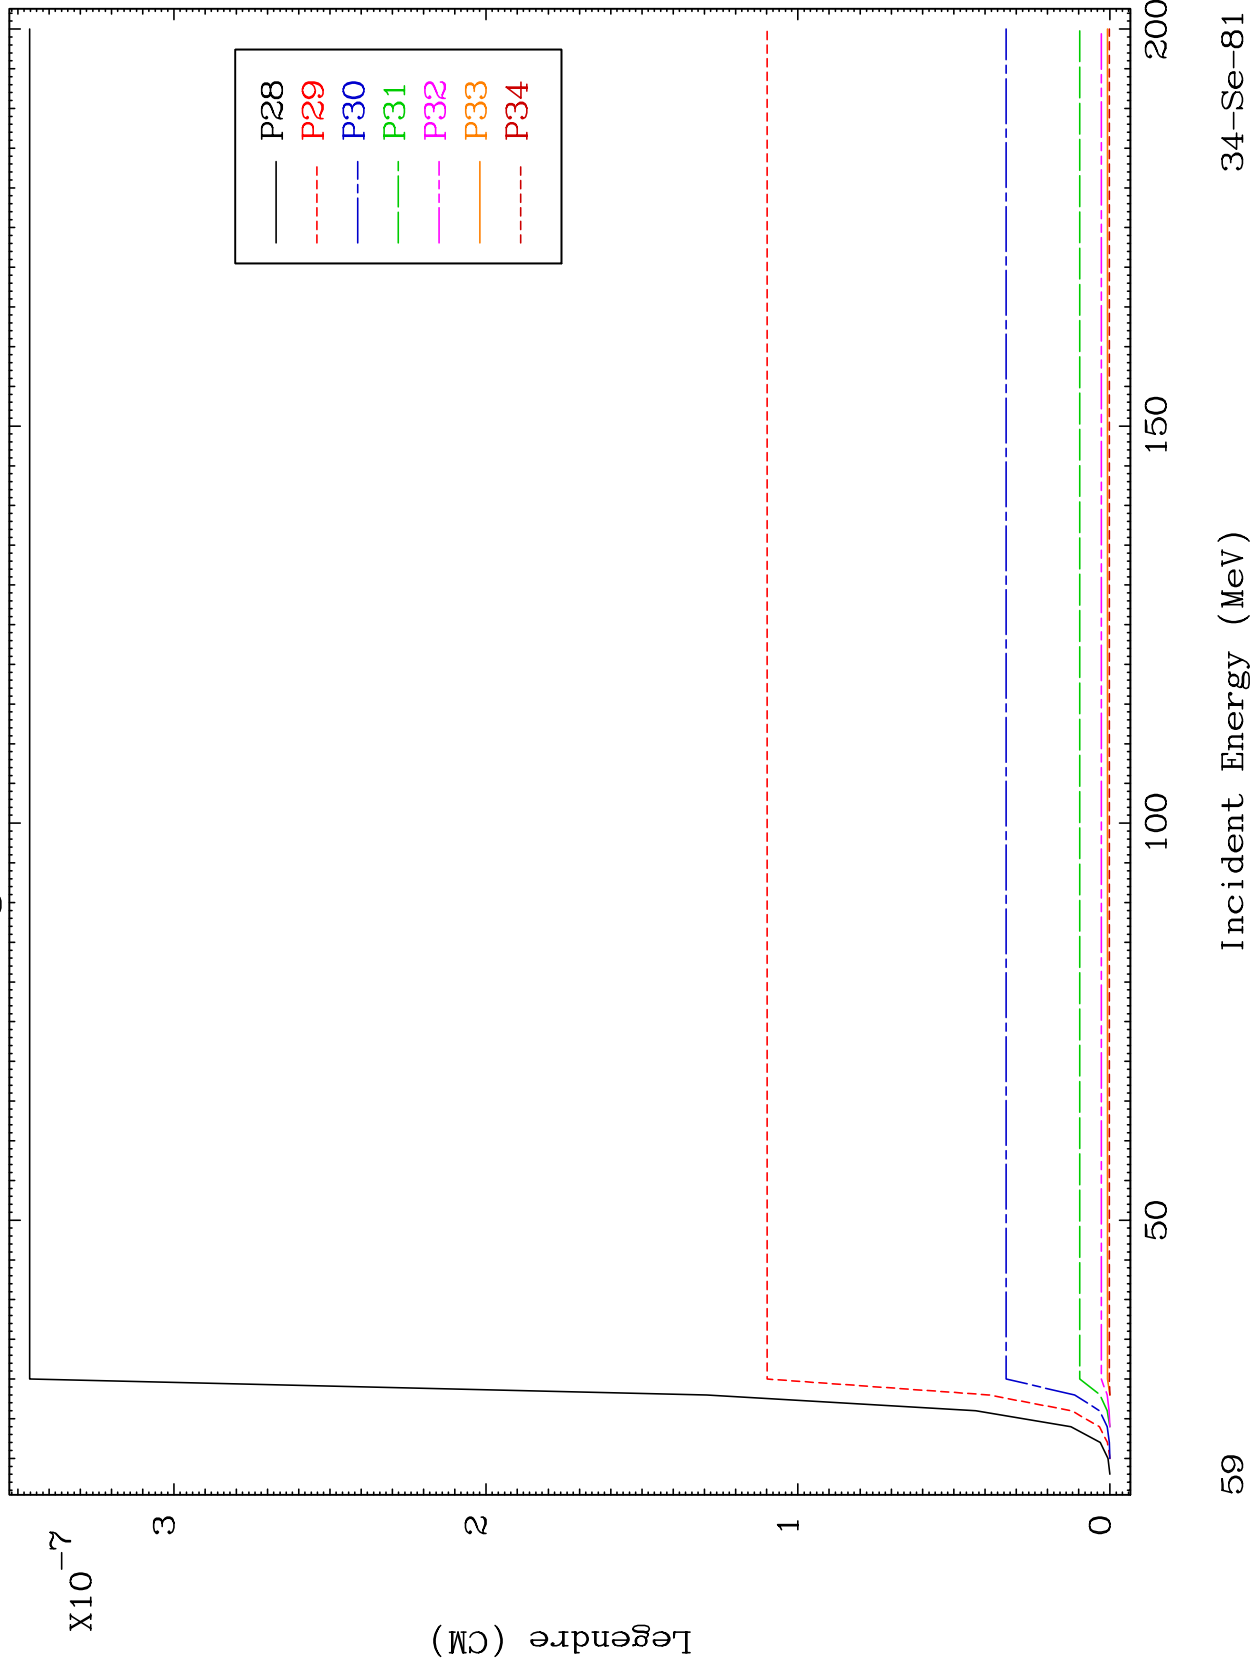 X10⁻⁷
3
2
1
0
Legendre (CM)
P28
P29
P30
P31
P32
P33
P34
50
100
150
200
59
Incident Energy (MeV)
34-Se-81